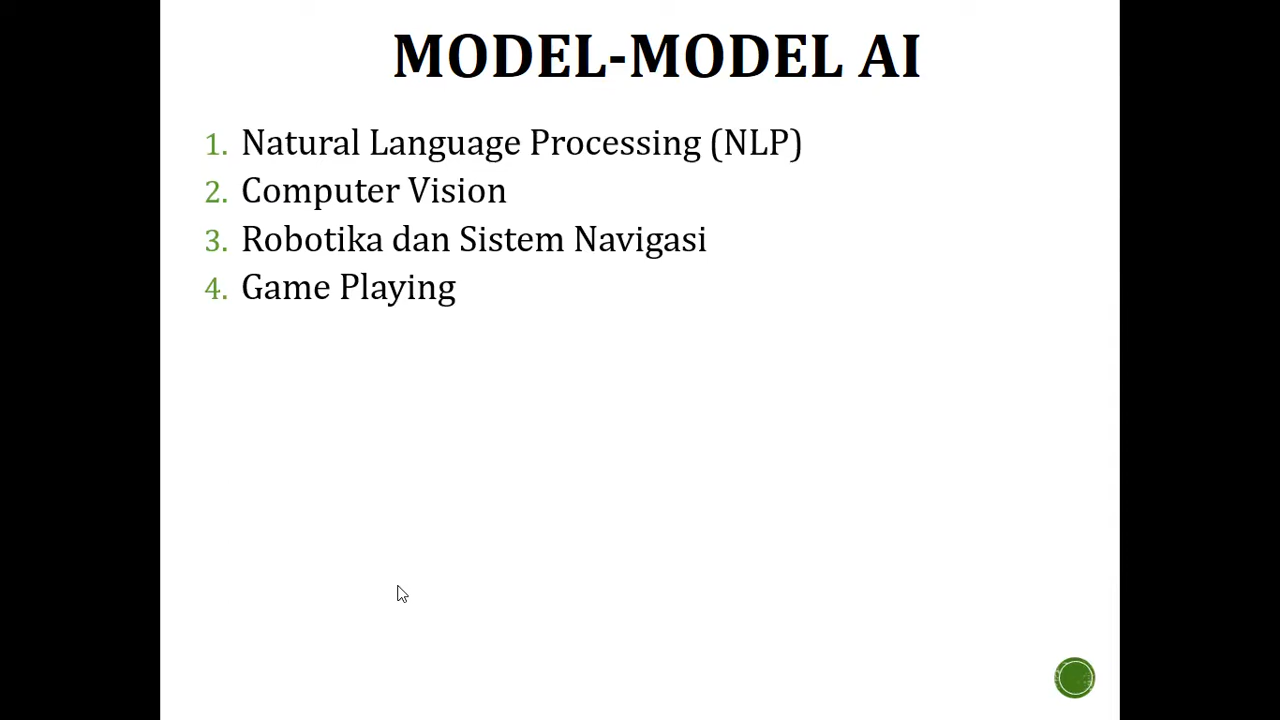 MODEL-MODEL AI
1. Natural Language Processing (NLP)
2. Computer Vision
3. Robotika dan Sistem Navigasi
4. Game Playing